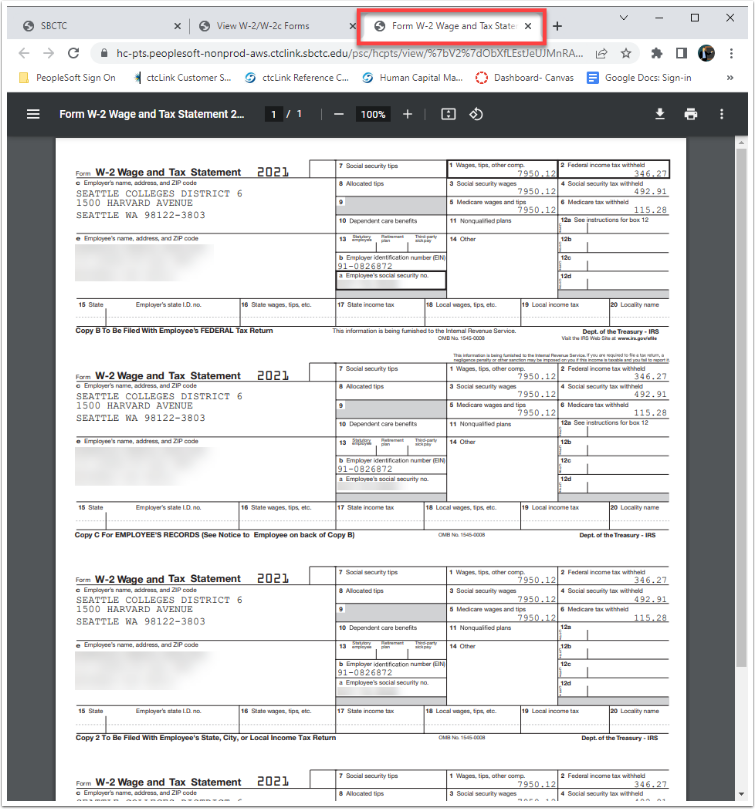 SBCTC
View W-2/W-2c Forms
Form W-2 Wage and Tax State
hc-pts.peoplesoft-nonprod-aws.ctclink.sbctc.edu/psc/hcpts/view/%7bV2%7dObXfLEstJeUJMnRA...
PeopleSoft Sign On
ctcLink Customer S...
ctcLink Reference C...
Human Capital Ma...
Dashboard- Canvas
Google Docs: Sign-in
»
Form W-2 Wage and Tax Statement 2...
1 / 1
100%
Form W-2 Wage and Tax Statement 2021
7 Social security tips
1 Wages, tips, other comp.
7950.12
2 Federal income tax withheld
346.27
c Employer's name, address, and ZIP code
SEATTLE COLLEGES DISTRICT 6
1500 HARVARD AVENUE
SEATTLE WA 98122-3803
8 Allocated tips
3 Social security wages
7950.12
4 Social security tax withheld
492.91
9
5 Medicare wages and tips
7950.12
6 Medicare tax withheld
115.28
10 Dependent care benefits
11 Nonqualified plans
12a See instructions for box 12
e Employee's name, address, and ZIP code
13 Statutory employee Retirement plan Third-party sick pay
14 Other
12b
b Employer identification number (EIN)
91-0826872
12c
a Employee's social security no.
12d
15 State Employer's state I.D. no.
16 State wages, tips, etc.
17 State income tax
18 Local wages, tips, etc.
19 Local income tax
20 Locality name
Copy B To Be Filed With Employee's FEDERAL Tax Return
This information is being furnished to the Internal Revenue Service.
OMB No. 1545-0008
Dept. of the Treasury - IRS
Visit the IRS Web Site at www.irs.gov/efile
This information is being furnished to the Internal Revenue Service. If you are required to file a tax return, a
negligence penalty or other sanction may be imposed on you if this income is taxable and you fail to report it.
Form W-2 Wage and Tax Statement 2021
7 Social security tips
1 Wages, tips, other comp.
7950.12
2 Federal income tax withheld
346.27
c Employer's name, address, and ZIP code
SEATTLE COLLEGES DISTRICT 6
1500 HARVARD AVENUE
SEATTLE WA 98122-3803
8 Allocated tips
3 Social security wages
7950.12
4 Social security tax withheld
492.91
9
5 Medicare wages and tips
7950.12
6 Medicare tax withheld
115.28
10 Dependent care benefits
11 Nonqualified plans
12a See instructions for box 12
e Employee's name, address, and ZIP code
13 Statutory employee Retirement plan Third-party sick pay
14 Other
12b
b Employer identification number (EIN)
91-0826872
12c
a Employee's social security no.
12d
15 State Employer's state I.D. no.
16 State wages, tips, etc.
17 State income tax
18 Local wages, tips, etc.
19 Local income tax
20 Locality name
Copy C For EMPLOYEE'S RECORDS (See Notice to Employee on back of Copy B)
OMB No. 1545-0008
Dept. of the Treasury - IRS
Form W-2 Wage and Tax Statement 2021
7 Social security tips
1 Wages, tips, other comp.
7950.12
2 Federal income tax withheld
346.27
c Employer's name, address, and ZIP code
SEATTLE COLLEGES DISTRICT 6
1500 HARVARD AVENUE
SEATTLE WA 98122-3803
8 Allocated tips
3 Social security wages
7950.12
4 Social security tax withheld
492.91
9
5 Medicare wages and tips
7950.12
6 Medicare tax withheld
115.28
10 Dependent care benefits
11 Nonqualified plans
12a
e Employee's name, address, and ZIP code
13 Statutory employee Retirement plan Third-party sick pay
14 Other
12b
b Employer identification number (EIN)
91-0826872
12c
a Employee's social security no.
12d
15 State Employer's state I.D. no.
16 State wages, tips, etc.
17 State income tax
18 Local wages, tips, etc.
19 Local income tax
20 Locality name
Copy 2 To Be Filed With Employee's State, City, or Local Income Tax Return
OMB No. 1545-0008
Dept. of the Treasury - IRS
Form W-2 Wage and Tax Statement 2021
7 Social security tips
1 Wages, tips, other comp.
7950.12
2 Federal income tax withheld
346.27
c Employer's name, address, and ZIP code
SEATTLE COLLEGES DISTRICT 6
8 Allocated tips
3 Social security wages
7950.12
4 Social security tax withheld
492.91